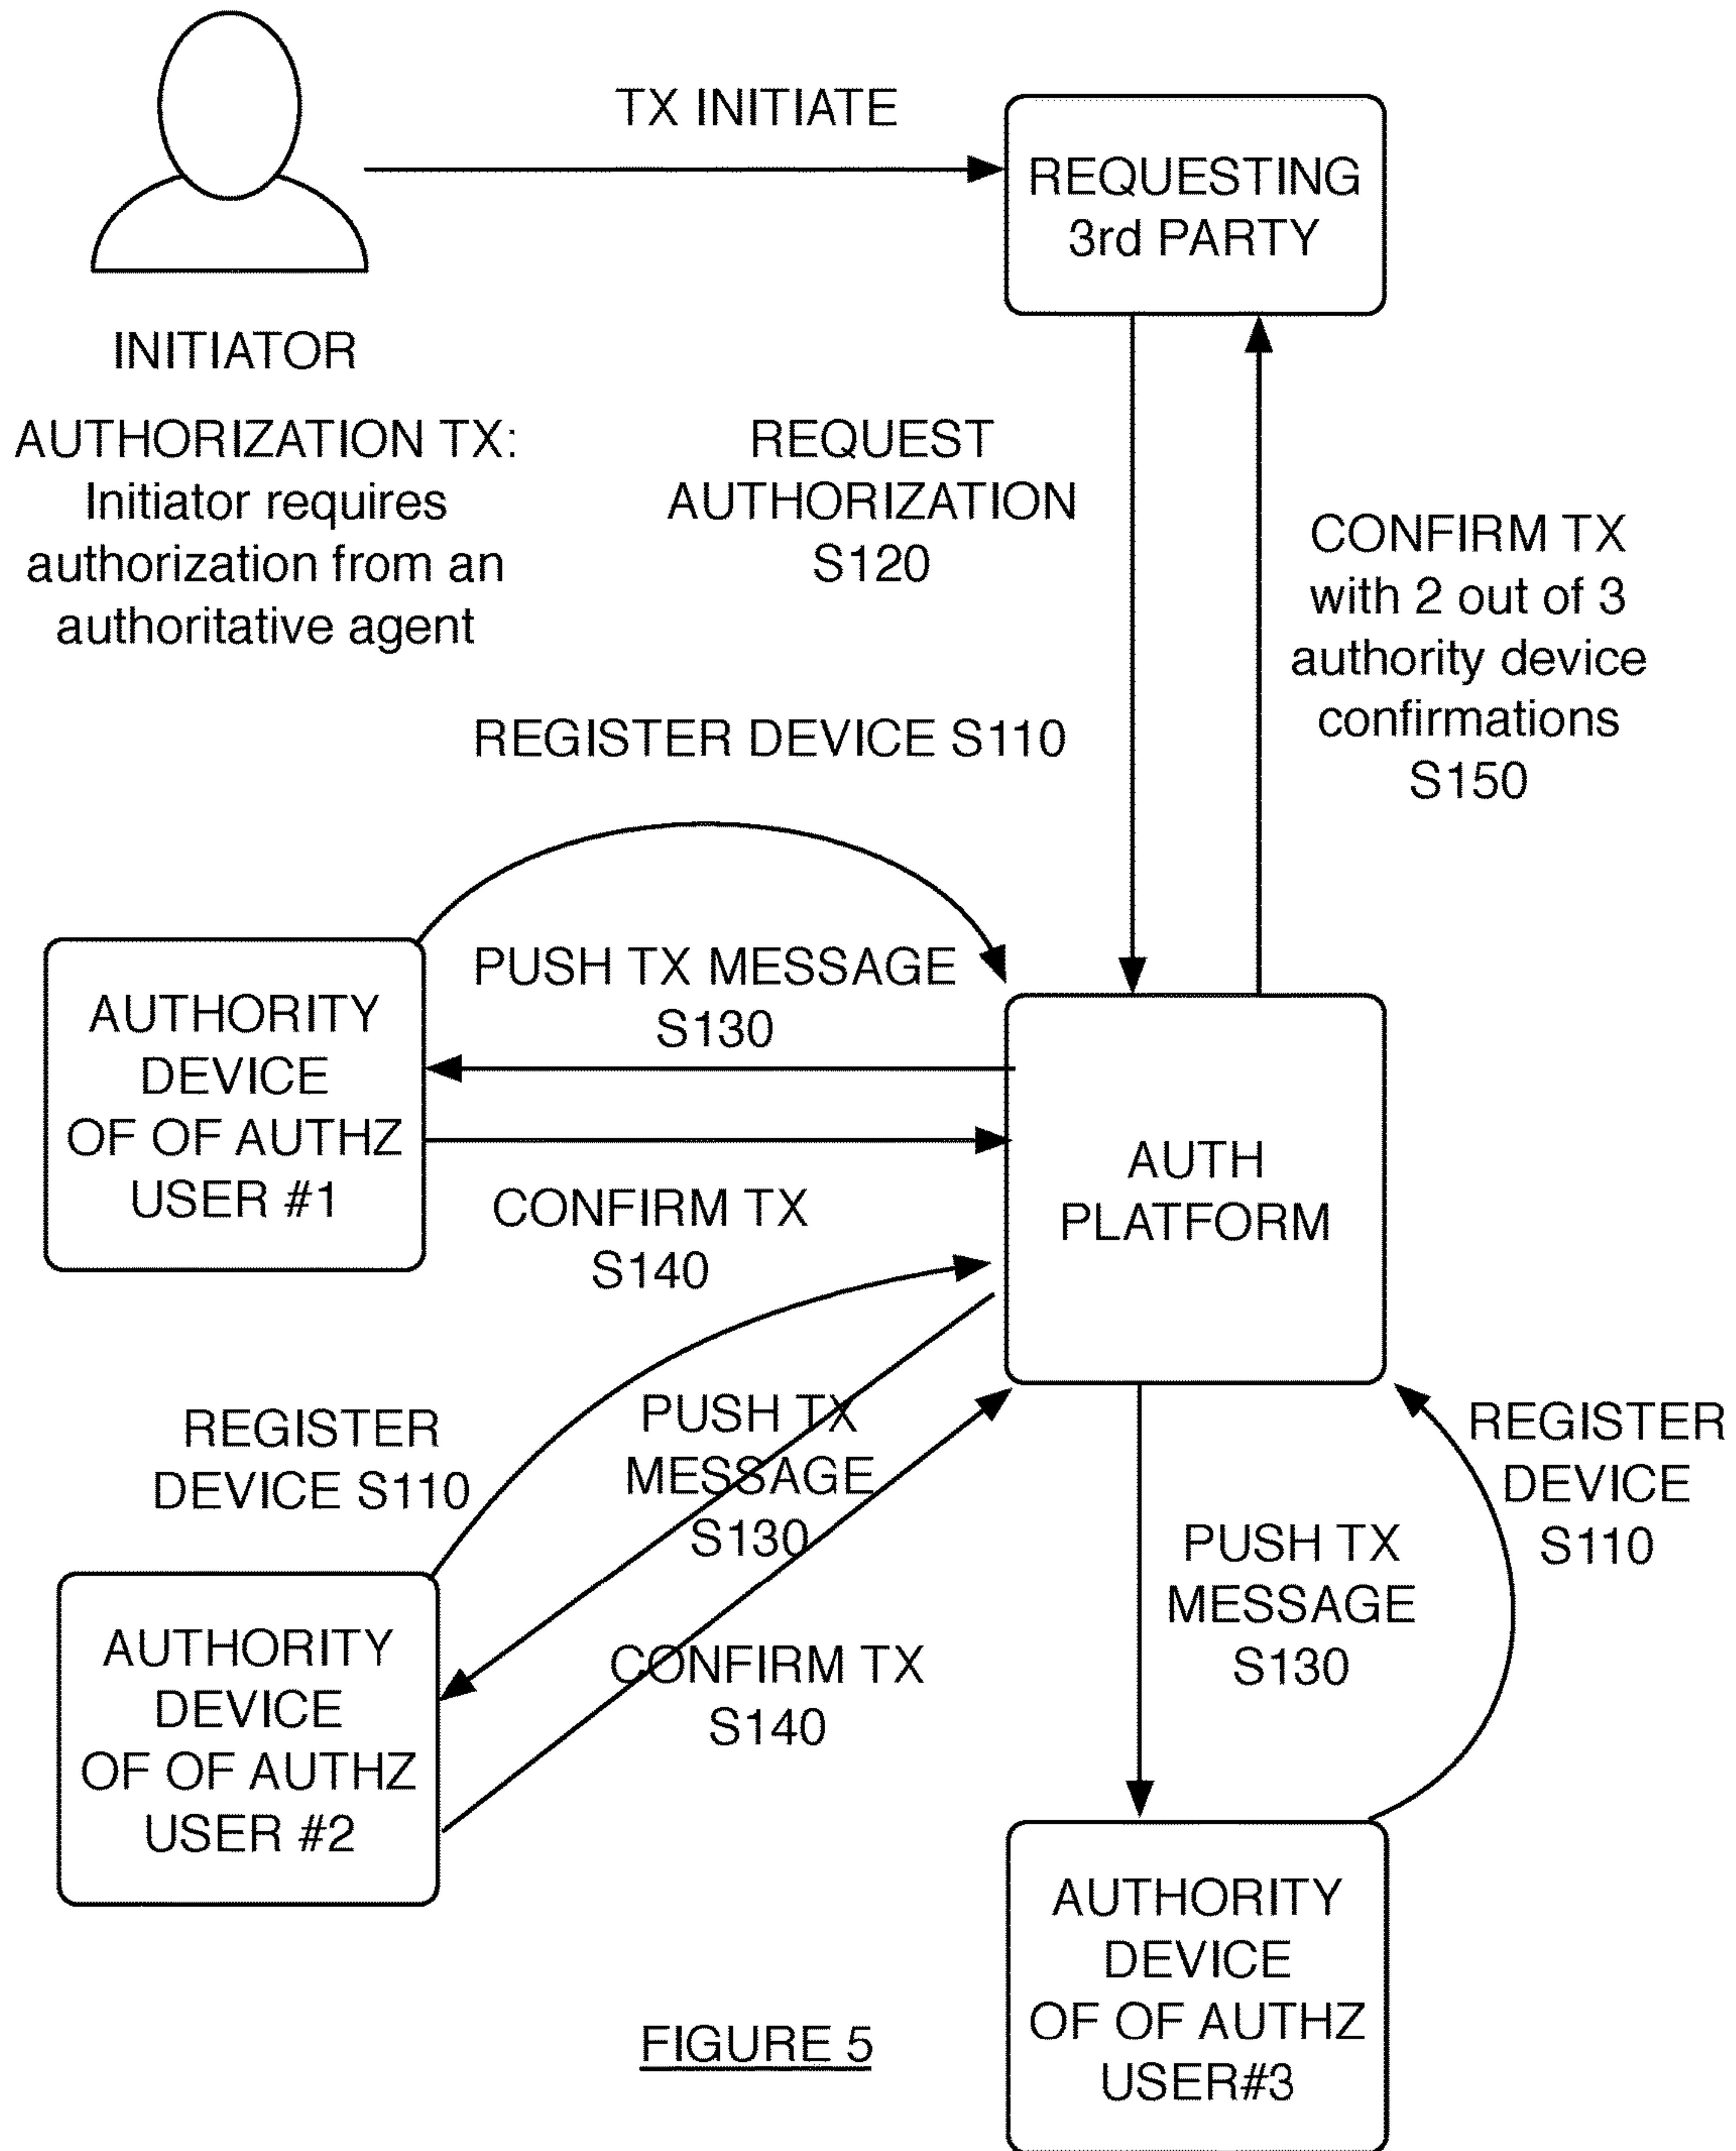 TX INITIATE
REQUESTING
3rd PARTY
INITIATOR
AUTHORIZATION TX:
Initiator requires
authorization from an
authoritative agent
REQUEST
AUTHORIZATION
S120
CONFIRM TX
with 2 out of 3
authority device
confirmations
S150
REGISTER DEVICE S110
PUSH TX MESSAGE
S130
AUTHORITY
DEVICE
OF OF AUTHZ
USER #1
CONFIRM TX
S140
AUTH
PLATFORM
REGISTER
DEVICE S110
PUSH TX
MESSAGE
S130
REGISTER
DEVICE
S110
PUSH TX
MESSAGE
S130
CONFIRM TX
S140
AUTHORITY
DEVICE
OF OF AUTHZ
USER #2
AUTHORITY
DEVICE
OF OF AUTHZ
USER#3
FIGURE 5